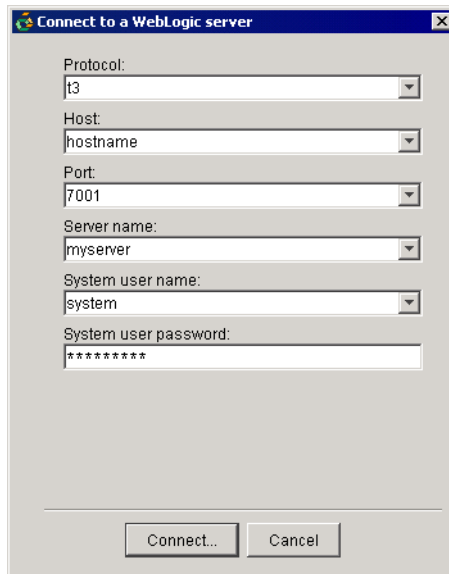 Connect to a WebLogic server
Protocol:
t3
Host:
hostname
Port:
7001
Server name:
myserver
System user name:
system
System user password:
*********
Connect...
Cancel